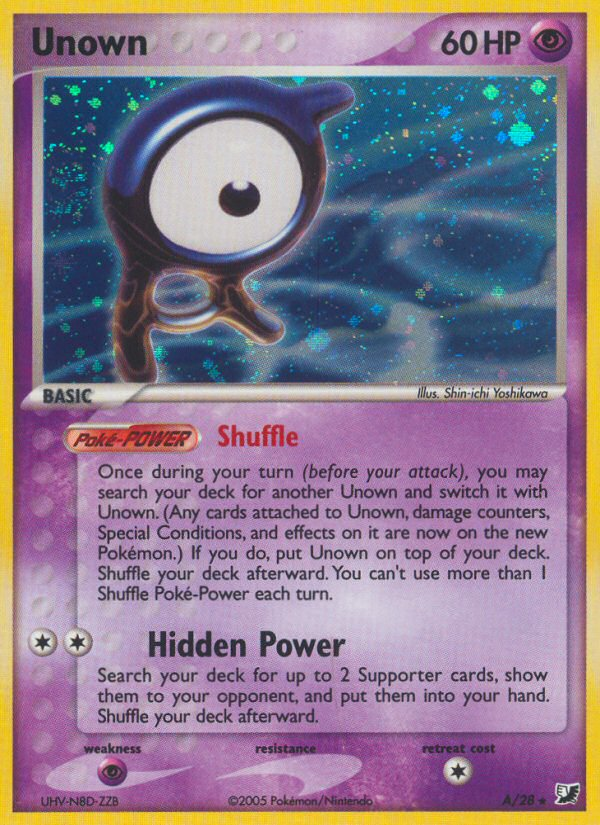 Unown 60 HP
BASIC
Illus. Shin-ichi Yoshikawa
Poké-POWER Shuffle
Once during your turn (before your attack), you may
search your deck for another Unown and switch it with
Unown. (Any cards attached to Unown, damage counters,
Special Conditions, and effects on it are now on the new
Pokémon.) If you do, put Unown on top of your deck.
Shuffle your deck afterward. You can't use more than 1
Shuffle Poké-Power each turn.
Hidden Power
Search your deck for up to 2 Supporter cards, show
them to your opponent, and put them into your hand.
Shuffle your deck afterward.
weakness resistance retreat cost
UHV-N8D-ZZB ©2005 Pokémon/Nintendo A/28 ★